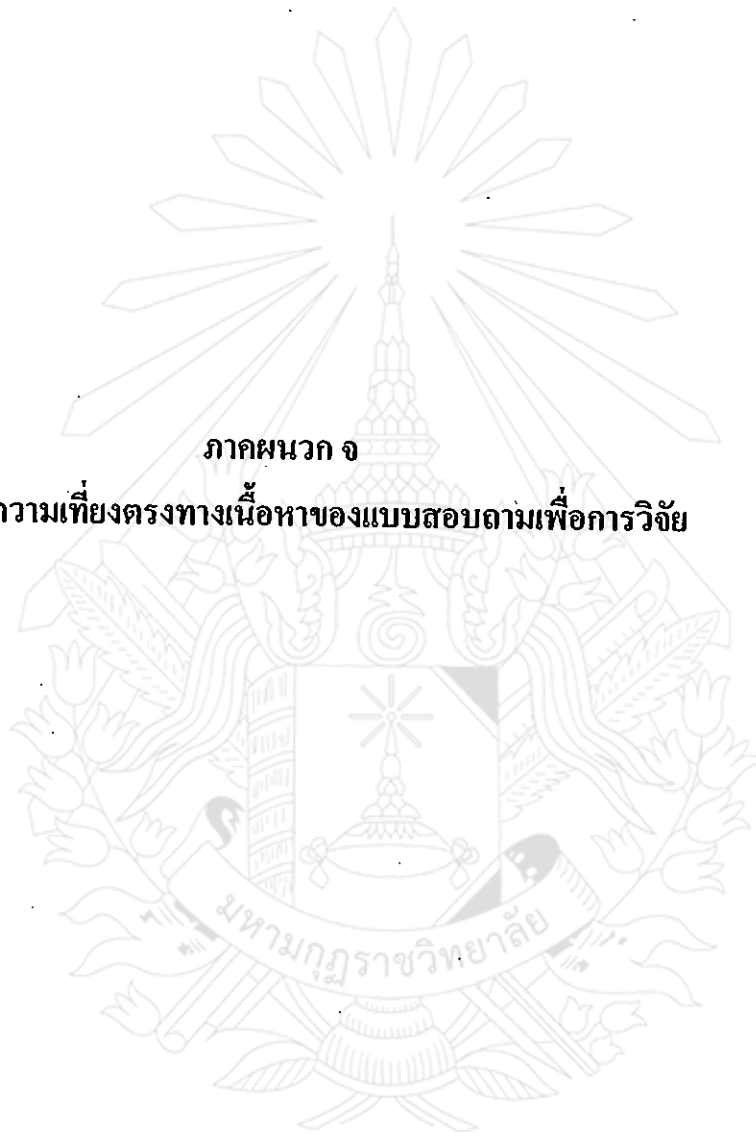 ภาคผนวก จ
ความเที่ยงตรงทางเนื้อหาของแบบสอบถามเพื่อการวิจัย
มหามกุฏราชวิทยาลัย